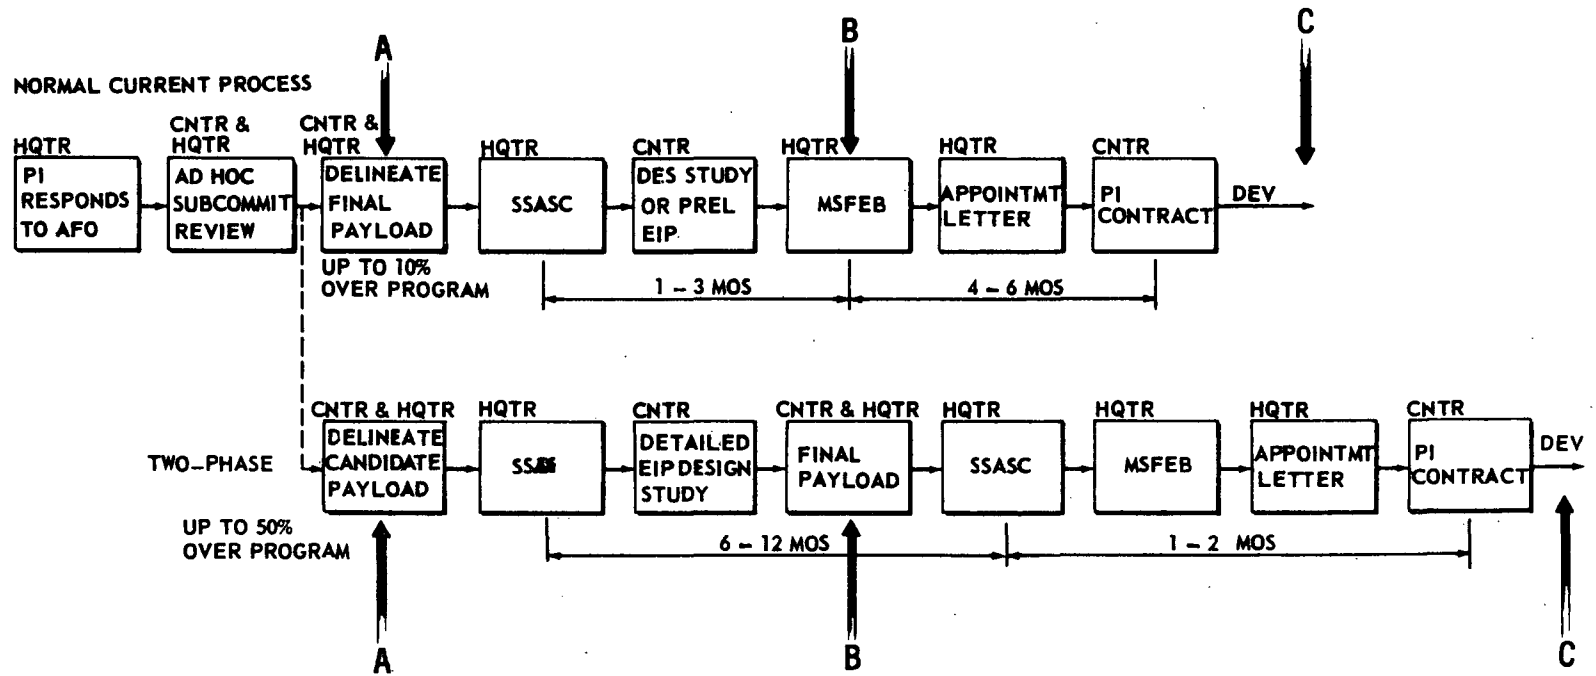 A
B
C
NORMAL CURRENT PROCESS
HQTR
PI
RESPONDS
TO AFO
CNTR &
HQTR
AD HOC
SUBCOMMIT
REVIEW
CNTR &
HQTR
DELINEATE
FINAL
PAYLOAD
UP TO 10%
OVER PROGRAM
HQTR
SSASC
CNTR
DES STUDY
OR PREL
EIP
HQTR
MSFEB
HQTR
APPOINTMT
LETTER
CNTR
PI
CONTRACT
DEV
1 – 3 MOS
4 – 6 MOS
TWO–PHASE
CNTR & HQTR
DELINEATE
CANDIDATE
PAYLOAD
UP TO 50%
OVER PROGRAM
HQTR
CNTR
DETAILED
EIP DESIGN
STUDY
CNTR & HQTR
FINAL
PAYLOAD
HQTR
SSASC
HQTR
MSFEB
HQTR
APPOINTMT
LETTER
CNTR
PI
CONTRACT
DEV
6 – 12 MOS
1 – 2 MOS
A
B
C